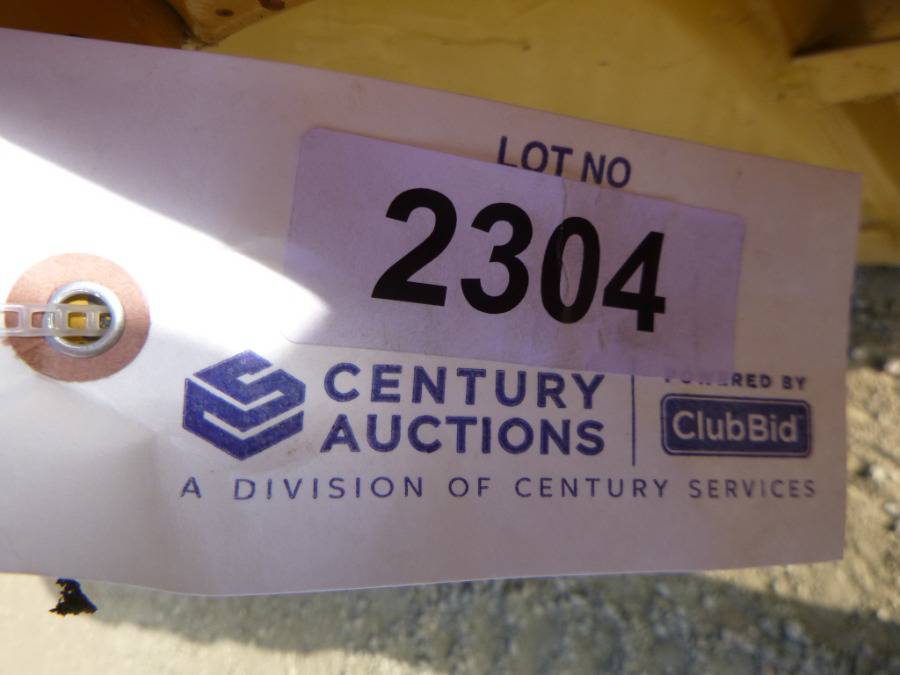 LOT NO
2304
CENTURY
AUCTIONS
POWERED BY
ClubBid
A DIVISION OF CENTURY SERVICES